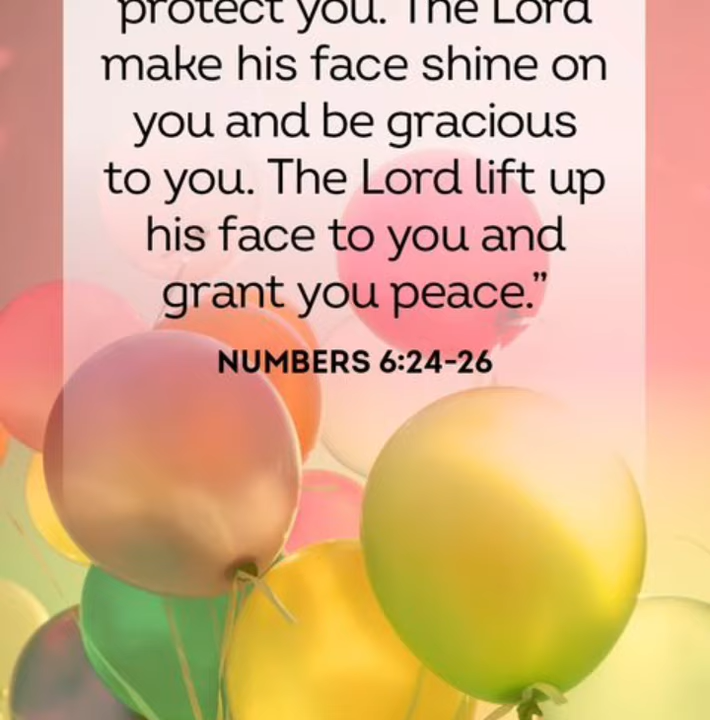 protect you. The Lord
make his face shine on
you and be gracious
to you. The Lord lift up
his face to you and
grant you peace.”
NUMBERS 6:24-26